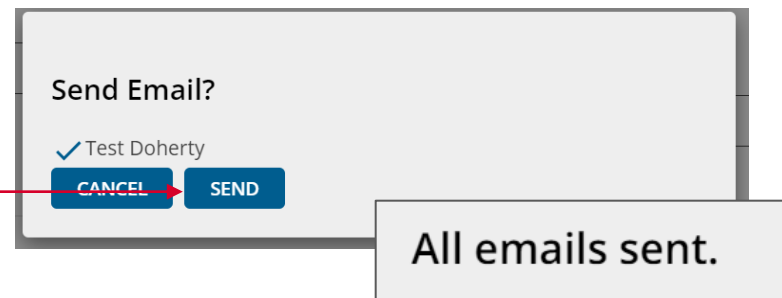 Send Email?
Test Doherty
CANCEL SEND
All emails sent.